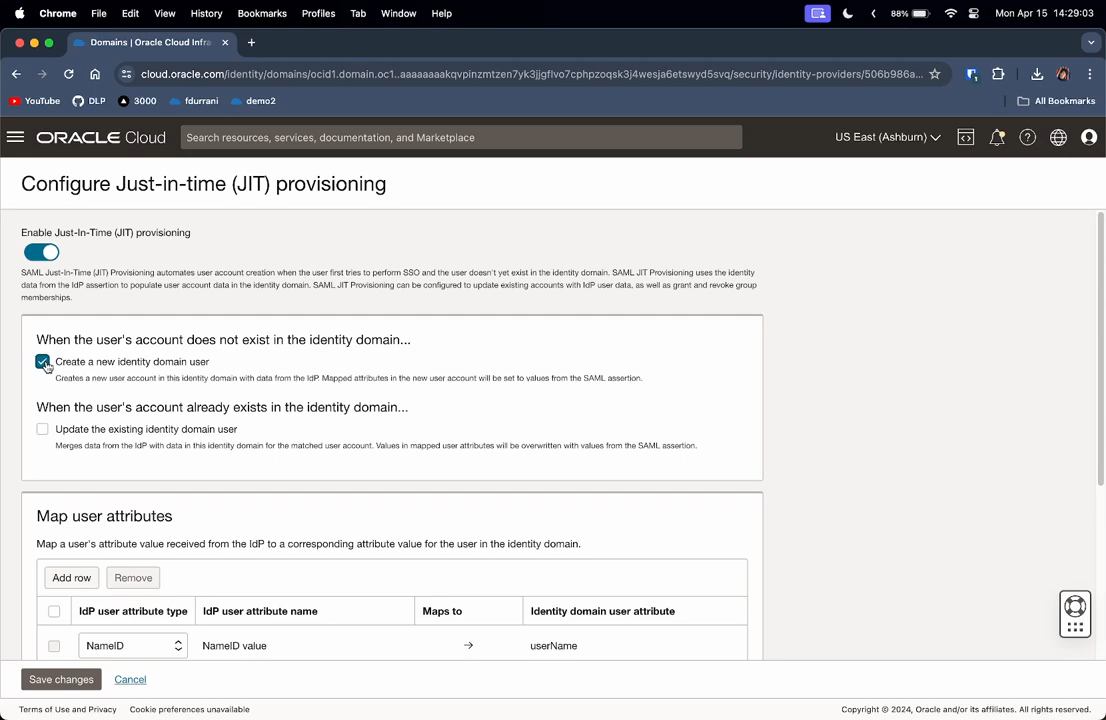 Chrome File Edit View History Bookmarks Profiles Tab Window Help 88% Mon Apr 15 14:29:03
Domains | Oracle Cloud Infra
cloud.oracle.com/identity/domains/ocid1.domain.oc1..aaaaaaaakqvpinzmtzen7yk3jjgflvo7cphpzoqsk3j4wesja6etswyd5svq/security/identity-providers/506b986a...
YouTube DLP 3000 fdurrani demo2 All Bookmarks
ORACLE Cloud Search resources, services, documentation, and Marketplace US East (Ashburn)
Configure Just-in-time (JIT) provisioning
Enable Just-In-Time (JIT) provisioning
SAML Just-In-Time (JIT) Provisioning automates user account creation when the user first tries to perform SSO and the user doesn't yet exist in the identity domain. SAML JIT Provisioning uses the identity
data from the IdP assertion to populate user account data in the identity domain. SAML JIT Provisioning can be configured to update existing accounts with IdP user data, as well as grant and revoke group
memberships.
When the user's account does not exist in the identity domain...
Create a new identity domain user
Creates a new user account in this identity domain with data from the IdP. Mapped attributes in the new user account will be set to values from the SAML assertion.
When the user's account already exists in the identity domain...
Update the existing identity domain user
Merges data from the IdP with data in this identity domain for the matched user account. Values in mapped user attributes will be overwritten with values from the SAML assertion.
Map user attributes
Map a user's attribute value received from the IdP to a corresponding attribute value for the user in the identity domain.
Add row Remove
IdP user attribute type IdP user attribute name Maps to Identity domain user attribute
NameID NameID value → userName
Save changes Cancel
Terms of Use and Privacy Cookie preferences unavailable Copyright © 2024, Oracle and/or its affiliates. All rights reserved.